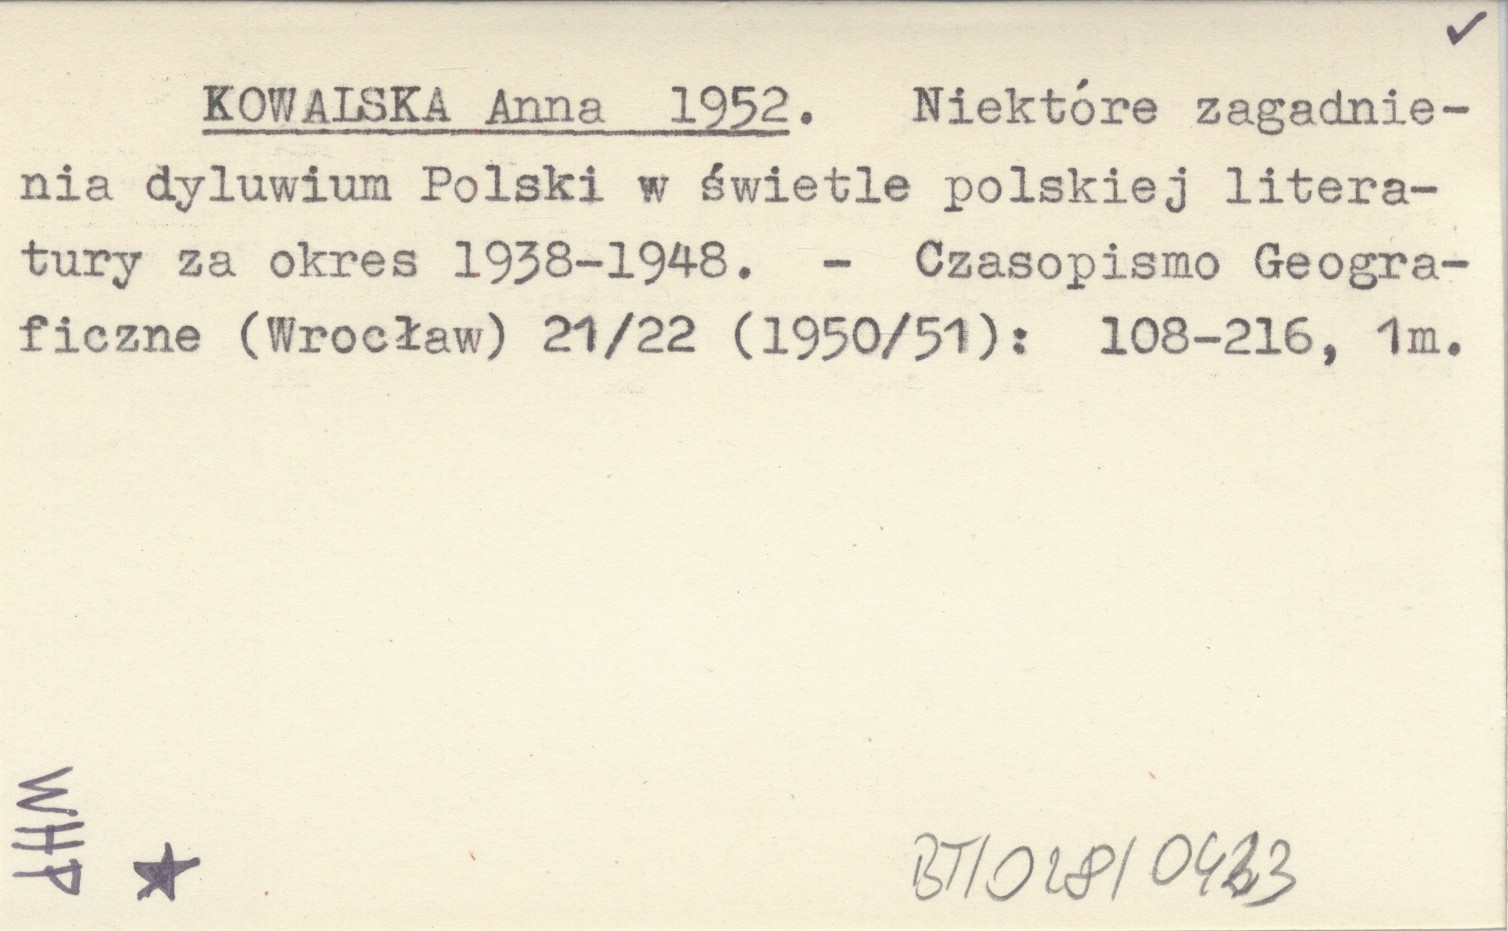 KOWALSKA Anna 1952. Niektóre zagadnie-
nia dyluwium Polski w świetle polskiej litera-
tury za okres 1938-1948. - Czasopismo Geogra-
ficzne (Wrocław) 21/22 (1950/51): 108-216, 1m.
WHP